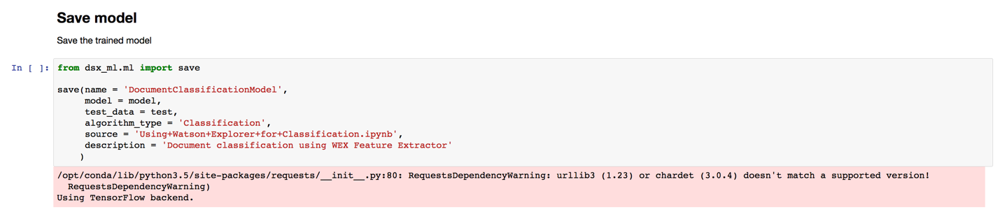 Save model
Save the trained model
In [ ]: from dsx_ml.ml import save
save(name = 'DocumentClassificationModel',
model = model,
test_data = test,
algorithm_type = 'Classification',
source = 'Using+Watson+Explorer+for+Classification.ipynb',
description = 'Document classification using WEX Feature Extractor'
)
/opt/conda/lib/python3.5/site-packages/requests/__init__.py:80: RequestsDependencyWarning: urllib3 (1.23) or chardet (3.0.4) doesn't match a supported version!
RequestsDependencyWarning)
Using TensorFlow backend.